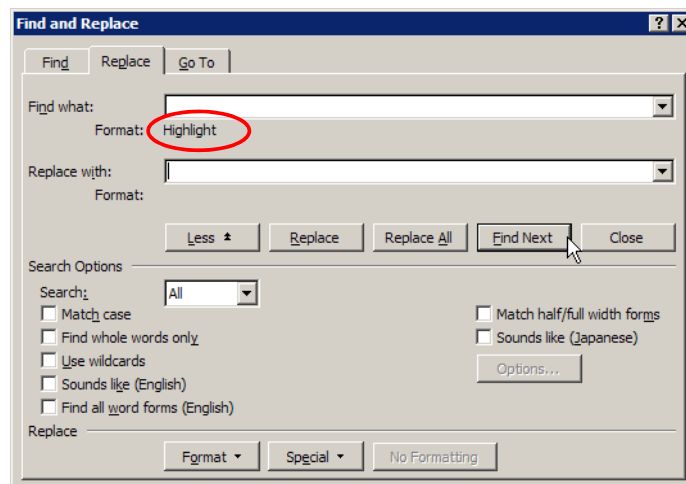 Find and Replace
Find Replace Go To
Find what:
Format: Highlight
Replace with:
Format:
Less Replace Replace All Find Next Close
Search Options
Search: All
Match case Match half/full width forms
Find whole words only Sounds like (Japanese)
Use wildcards Options...
Sounds like (English)
Find all word forms (English)
Replace
Format Special No Formatting